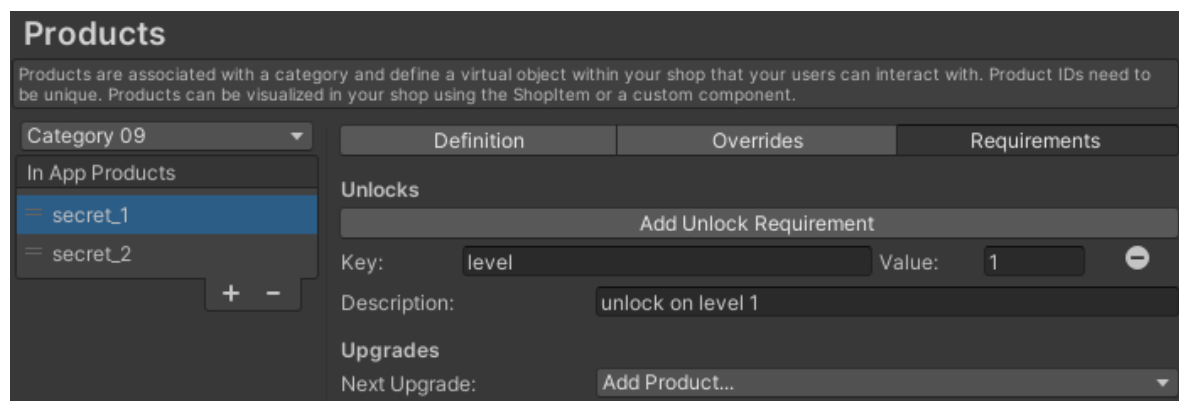 Products
Products are associated with a category and define a virtual object within your shop that your users can interact with. Product IDs need to
be unique. Products can be visualized in your shop using the ShopItem or a custom component.
Category 09
Definition Overrides Requirements
In App Products
Unlocks
secret_1
Add Unlock Requirement
secret_2
Key: level Value: 1
+ -
Description: unlock on level 1
Upgrades
Next Upgrade: Add Product...